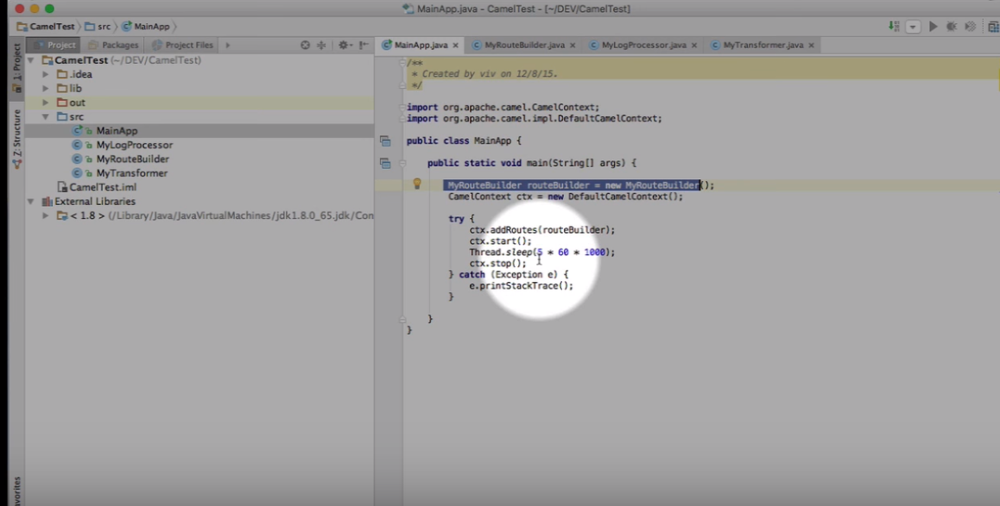 MainApp.java - CamelTest - [~/DEV/CamelTest]
CamelTest src MainApp
Project Packages Project Files
MainApp.java MyRouteBuilder.java MyLogProcessor.java MyTransformer.java
1: Project
Z: Structure
CamelTest (~/DEV/CamelTest)
.idea
lib
out
src
MainApp
MyLogProcessor
MyRouteBuilder
MyTransformer
CamelTest.iml
External Libraries
< 1.8 > (/Library/Java/JavaVirtualMachines/jdk1.8.0_65.jdk/Con
/**
* Created by viv on 12/8/15.
*/
import org.apache.camel.CamelContext;
import org.apache.camel.impl.DefaultCamelContext;
public class MainApp {
public static void main(String[] args) {
MyRouteBuilder routeBuilder = new MyRouteBuilder();
CamelContext ctx = new DefaultCamelContext();
try {
ctx.addRoutes(routeBuilder);
ctx.start();
Thread.sleep(5 * 60 * 1000);
ctx.stop();
} catch (Exception e) {
e.printStackTrace();
}
}
}
vorites